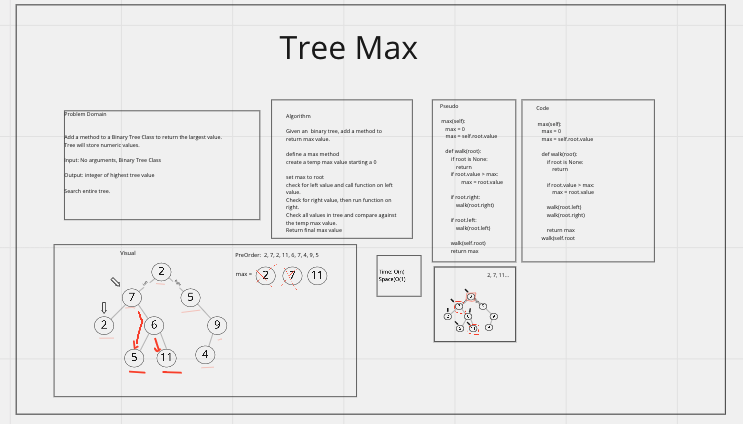 Tree Max
Problem Domain
Add a method to a Binary Tree Class to return the largest value.
Tree will store numeric values.
Input: No arguments, Binary Tree Class
Output: integer of highest tree value
Search entire tree.
Algorithm
Given an binary tree, add a method to
return max value.
define a max method
create a temp max value starting a 0
set max to root
check for left value and call function on left
value.
Check for right value, then run function on
right.
Check all values in tree and compare against
the temp max value.
Return final max value
Pseudo
max(self):
max = 0
max = self.root.value
def walk(root):
if root is None:
return
if root.value > max:
max = root.value
if root.right:
walk(root.right)
if root.left:
walk(root.left)
walk(self.root)
return max
Code
max(self):
max = 0
max = self.root.value
def walk(root):
if root is None:
return
if root.value > max:
max = root.value
walk(root.left)
walk(root.right)
return max
walk(self.root
Visual
PreOrder: 2, 7, 2, 11, 6, 7, 4, 9, 5
max = 2 7 11
2
7 5
2 6 9
5 11 4
Time: O(n)
Space(O(1)
2, 7, 11...